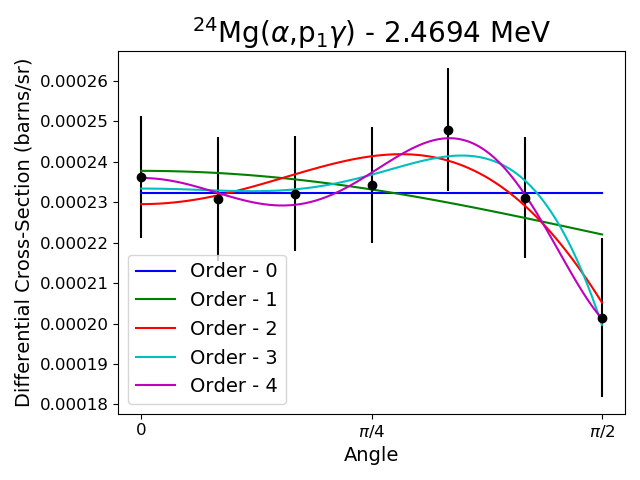 ²⁴Mg(α,p₁γ) - 2.4694 MeV
Differential Cross-Section (barns/sr)
0.00026
0.00025
0.00024
0.00023
0.00022
0.00021
0.00020
0.00019
0.00018
Order - 0
Order - 1
Order - 2
Order - 3
Order - 4
0
π/4
π/2
Angle